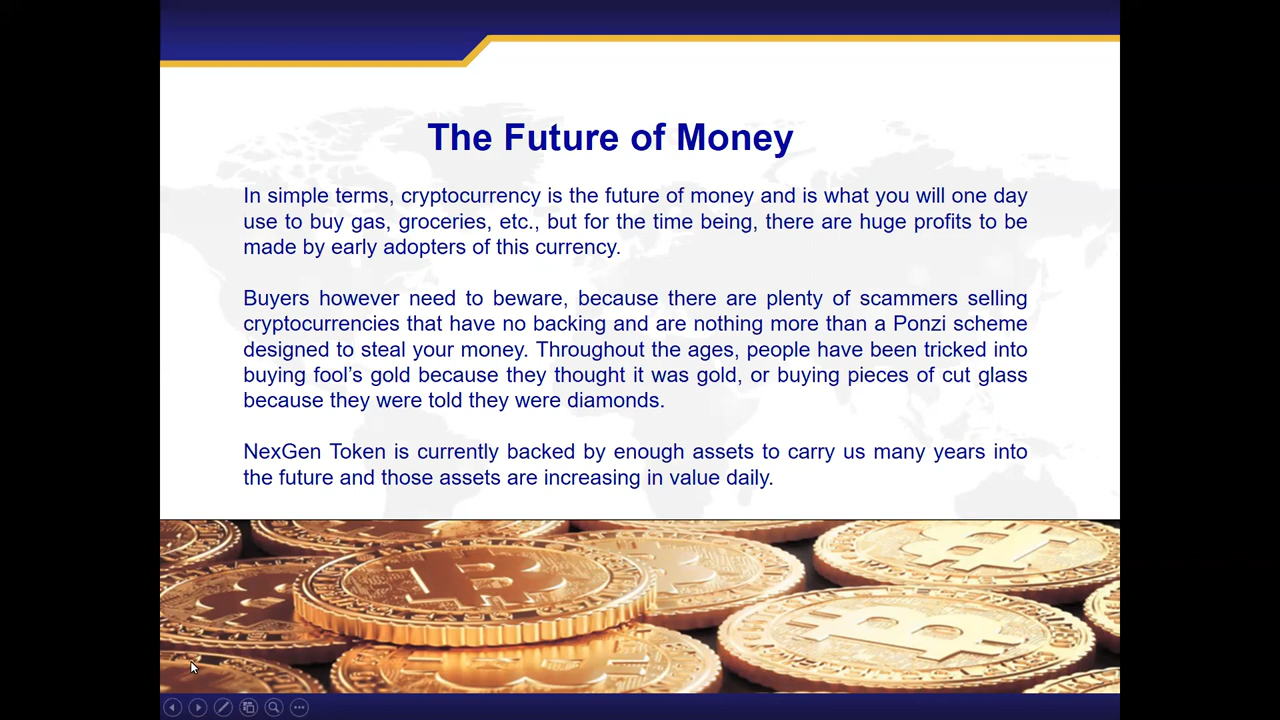 The Future of Money
In simple terms, cryptocurrency is the future of money and is what you will one day
use to buy gas, groceries, etc., but for the time being, there are huge profits to be
made by early adopters of this currency.
Buyers however need to beware, because there are plenty of scammers selling
cryptocurrencies that have no backing and are nothing more than a Ponzi scheme
designed to steal your money. Throughout the ages, people have been tricked into
buying fool’s gold because they thought it was gold, or buying pieces of cut glass
because they were told they were diamonds.
NexGen Token is currently backed by enough assets to carry us many years into
the future and those assets are increasing in value daily.